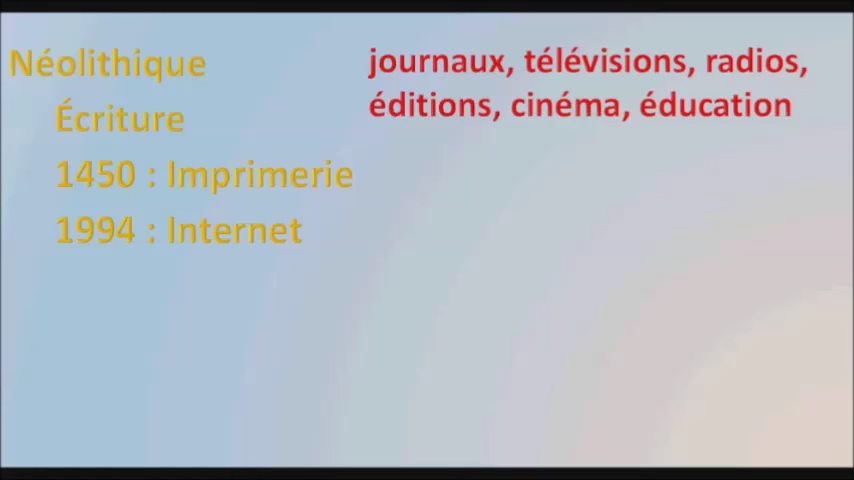 Néolithique
Écriture
1450 : Imprimerie
1994 : Internet
journaux, télévisions, radios,
éditions, cinéma, éducation